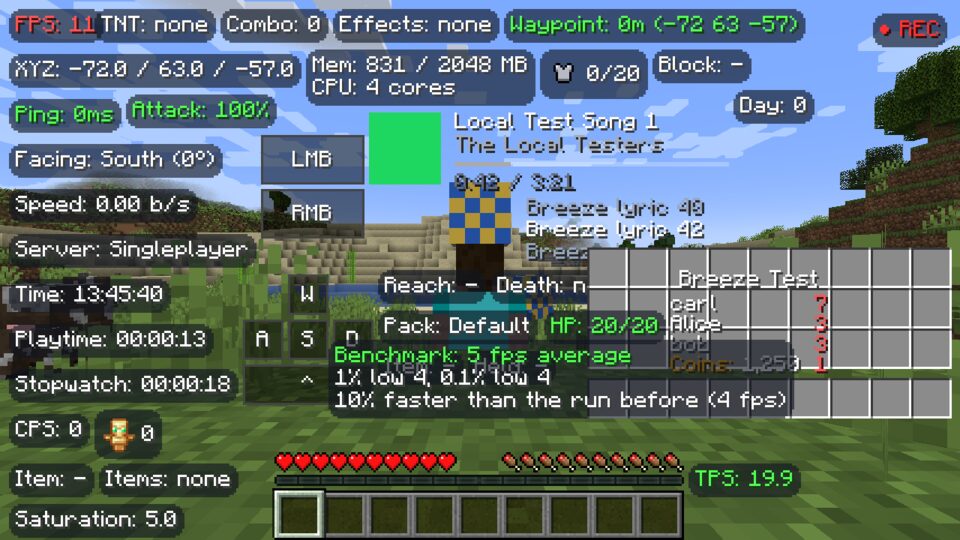 FPS: 11
TNT: none
Combo: 0
Effects: none
Waypoint: 0m (-72 63 -57)
REC
XYZ: -72.0 / 63.0 / -57.0
Mem: 831 / 2048 MB
CPU: 4 cores
0/20
Block: -
Day: 0
Ping: 0ms
Attack: 100%
Local Test Song 1
The Local Testers
0:42 / 3:21
Facing: South (0°)
LMB
RMB
Speed: 0.00 b/s
Breeze lyric 40
Breeze lyric 42
Breeze
Server: Singleplayer
Time: 13:45:40
W
Reach: -
Death: n
Breeze Test
carl 7
Alice 3
bob 3
Coins: 1,250 1
Playtime: 00:00:13
A
S
D
Pack: Default
HP: 20/20
Benchmark: 5 fps average
1% low 4, 0.1% low 4
10% faster than the run before (4 fps)
Stopwatch: 00:00:18
^
CPS: 0
0
Item: -
Items: none
TPS: 19.9
Saturation: 5.0